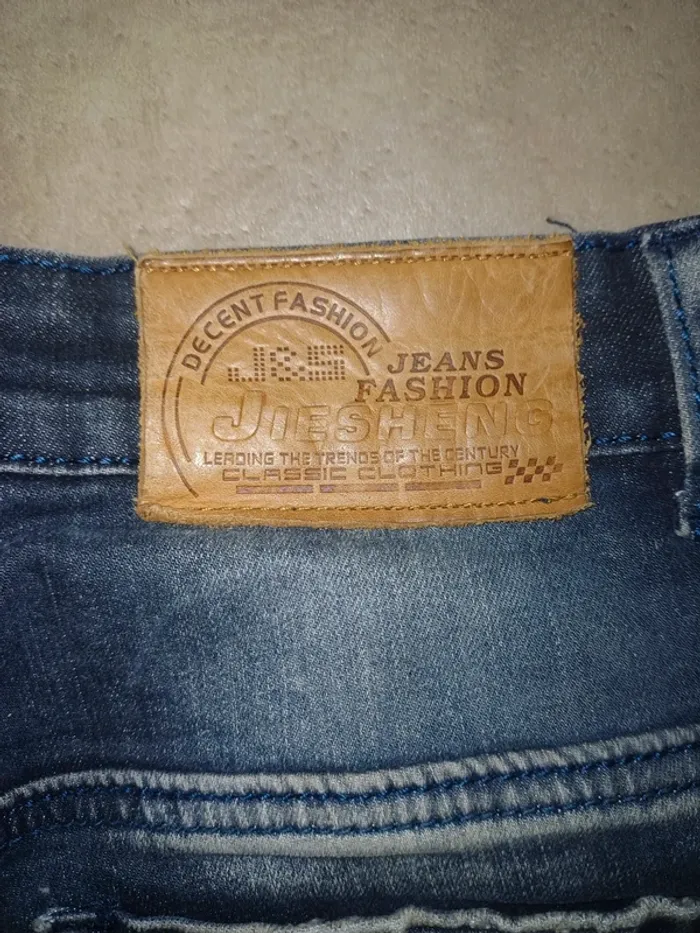 DECENT FASHION
J&S
JEANS
FASHION
JIESHENG
LEADING THE TRENDS OF THE CENTURY
CLASSIC CLOTHING